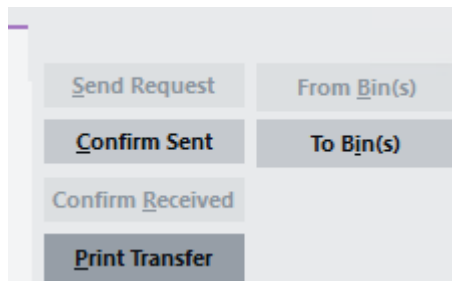 Send Request
From Bin(s)
Confirm Sent
To Bin(s)
Confirm Received
Print Transfer